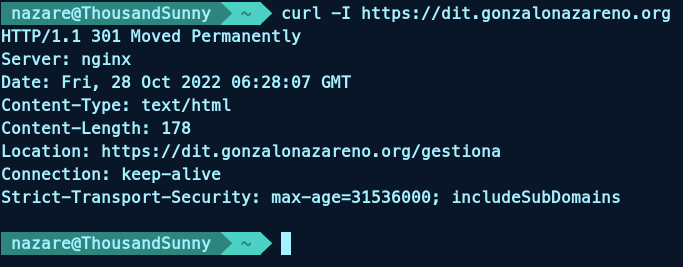 nazare@ThousandSunny ~ curl -I https://dit.gonzalonazareno.org
HTTP/1.1 301 Moved Permanently
Server: nginx
Date: Fri, 28 Oct 2022 06:28:07 GMT
Content-Type: text/html
Content-Length: 178
Location: https://dit.gonzalonazareno.org/gestiona
Connection: keep-alive
Strict-Transport-Security: max-age=31536000; includeSubDomains
nazare@ThousandSunny ~